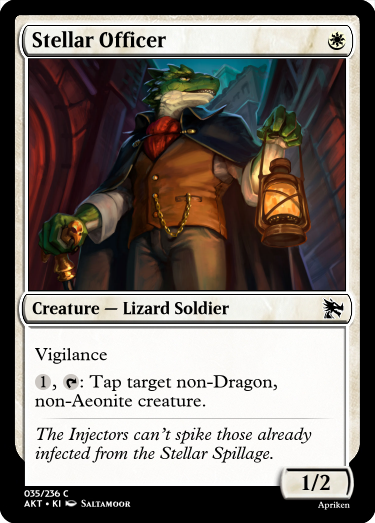 Stellar Officer
Creature — Lizard Soldier
Vigilance
1, : Tap target non-Dragon,
non-Aeonite creature.
The Injectors can't spike those already
infected from the Stellar Spillage.
1/2
035/236 C
AKT • KI Saltamoor
Apriken